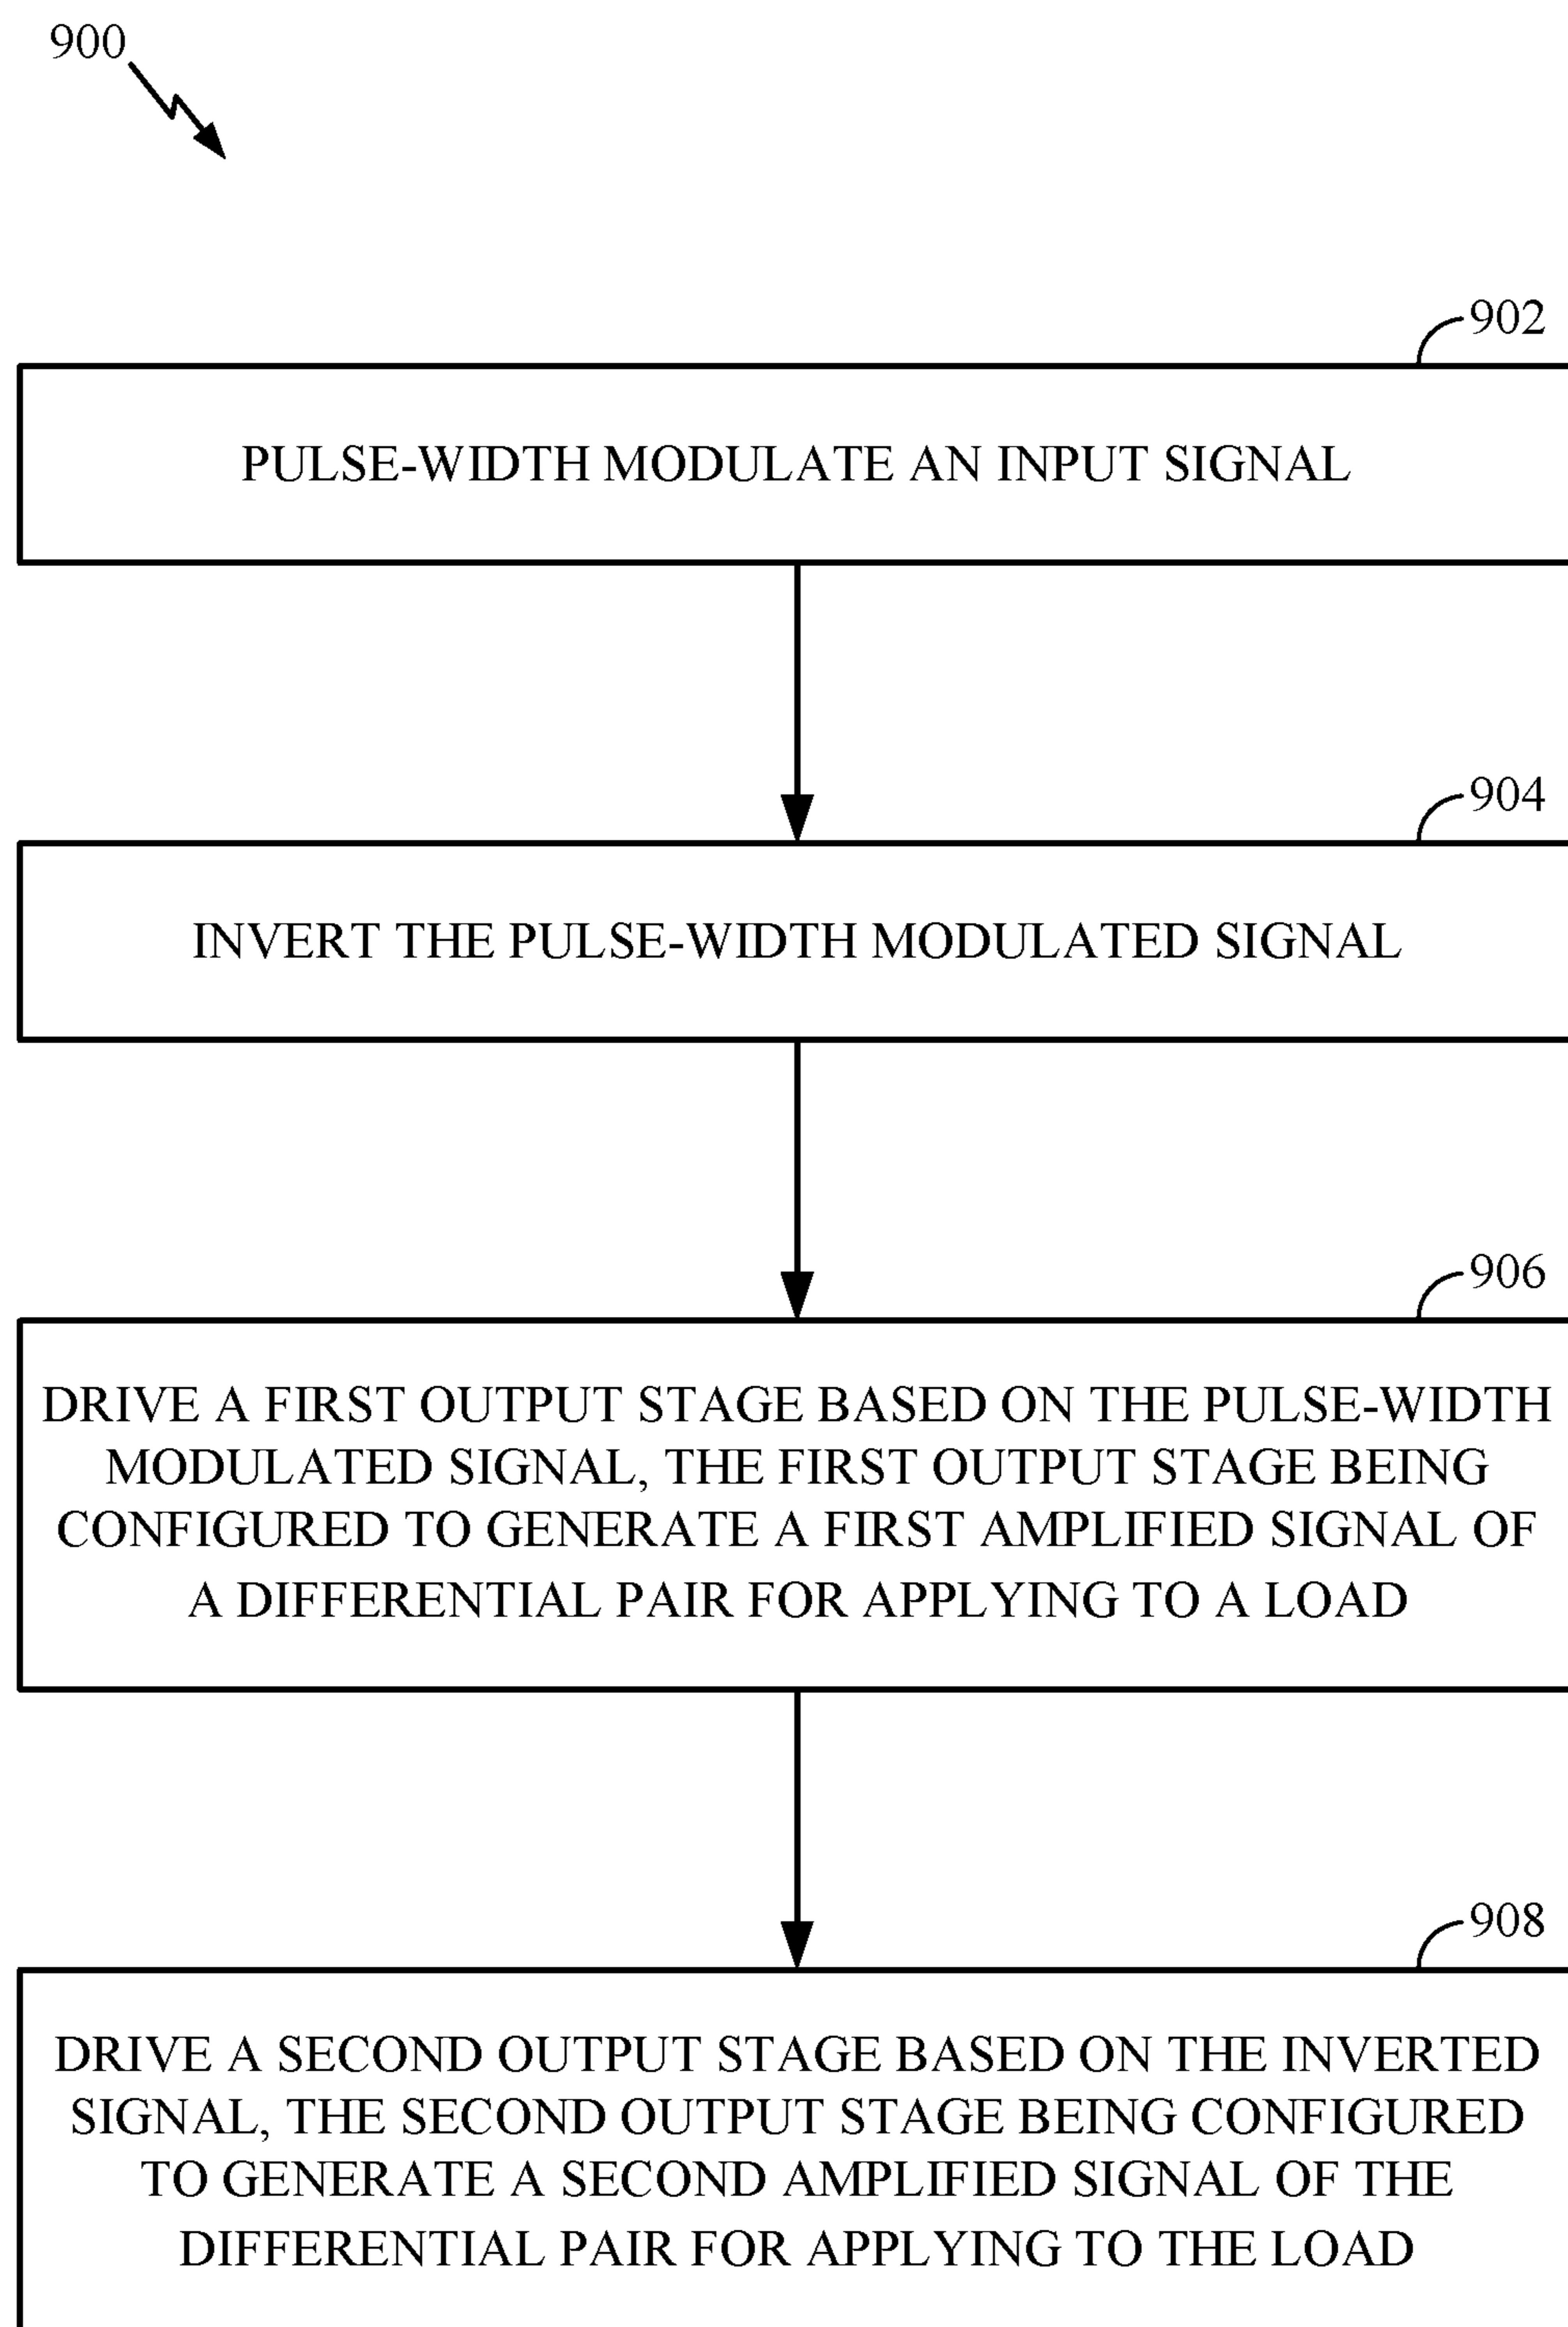 900
902
PULSE-WIDTH MODULATE AN INPUT SIGNAL
904
INVERT THE PULSE-WIDTH MODULATED SIGNAL
906
DRIVE A FIRST OUTPUT STAGE BASED ON THE PULSE-WIDTH
MODULATED SIGNAL, THE FIRST OUTPUT STAGE BEING
CONFIGURED TO GENERATE A FIRST AMPLIFIED SIGNAL OF
A DIFFERENTIAL PAIR FOR APPLYING TO A LOAD
908
DRIVE A SECOND OUTPUT STAGE BASED ON THE INVERTED
SIGNAL, THE SECOND OUTPUT STAGE BEING CONFIGURED
TO GENERATE A SECOND AMPLIFIED SIGNAL OF THE
DIFFERENTIAL PAIR FOR APPLYING TO THE LOAD